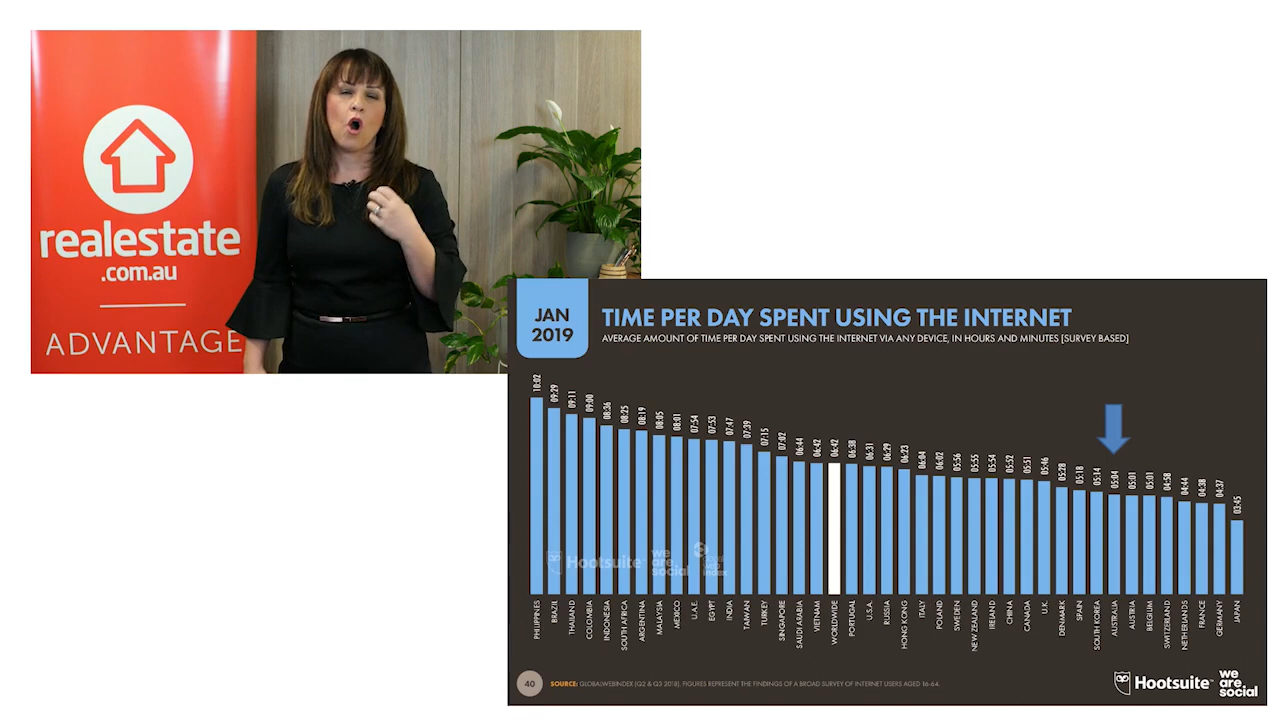 realestate
.com.au
ADVANTAGE
JAN
2019
TIME PER DAY SPENT USING THE INTERNET
AVERAGE AMOUNT OF TIME PER DAY SPENT USING THE INTERNET VIA ANY DEVICE, IN HOURS AND MINUTES [SURVEY BASED]
10:02
09:29
09:11
09:00
08:36
08:25
08:19
08:05
08:01
07:54
07:53
07:47
07:39
07:15
07:02
06:44
06:42
06:42
06:38
06:31
06:29
06:23
06:04
06:02
05:56
05:55
05:54
05:52
05:51
05:46
05:28
05:18
05:14
05:04
05:01
05:01
04:58
04:44
04:38
04:37
03:45
Hootsuite
we
are
social
global
web
index
PHILIPPINES
BRAZIL
THAILAND
COLOMBIA
INDONESIA
SOUTH AFRICA
ARGENTINA
MALAYSIA
MEXICO
U.A.E.
EGYPT
INDIA
TAIWAN
TURKEY
SINGAPORE
SAUDI ARABIA
VIETNAM
WORLDWIDE
PORTUGAL
U.S.A.
RUSSIA
HONG KONG
ITALY
POLAND
SWEDEN
NEW ZEALAND
IRELAND
CHINA
CANADA
U.K.
DENMARK
SPAIN
SOUTH KOREA
AUSTRALIA
AUSTRIA
BELGIUM
SWITZERLAND
NETHERLANDS
FRANCE
GERMANY
JAPAN
40
SOURCE: GLOBALWEBINDEX (Q2 & Q3 2018). FIGURES REPRESENT THE FINDINGS OF A BROAD SURVEY OF INTERNET USERS AGED 16-64.
Hootsuite™
we
are
social